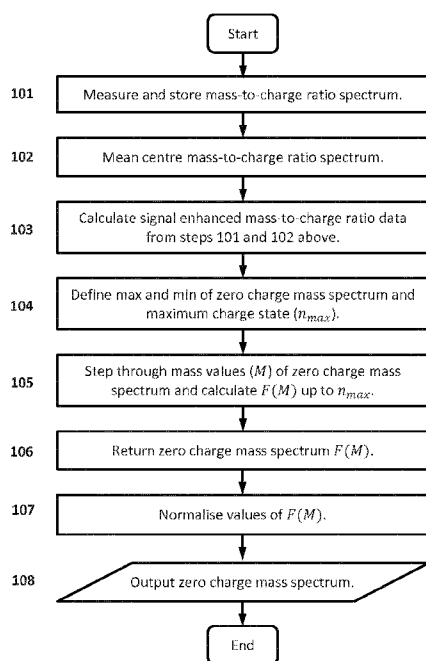 Start
101 Measure and store mass-to-charge ratio spectrum.
102 Mean centre mass-to-charge ratio spectrum.
103 Calculate signal enhanced mass-to-charge ratio data
from steps 101 and 102 above.
104 Define max and min of zero charge mass spectrum and
maximum charge state (n_max).
105 Step through mass values (M) of zero charge mass
spectrum and calculate F(M) up to n_max.
106 Return zero charge mass spectrum F(M).
107 Normalise values of F(M).
108 Output zero charge mass spectrum.
End